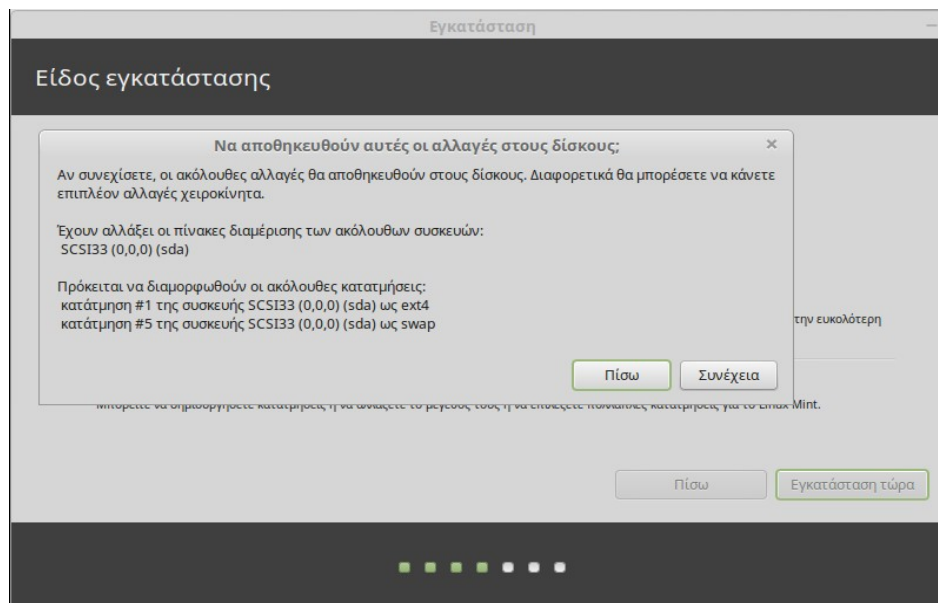 Εγκατάσταση
Είδος εγκατάστασης
Να αποθηκευθούν αυτές οι αλλαγές στους δίσκους;
Αν συνεχίσετε, οι ακόλουθες αλλαγές θα αποθηκευθούν στους δίσκους. Διαφορετικά θα μπορέσετε να κάνετε
επιπλέον αλλαγές χειροκίνητα.
Έχουν αλλάξει οι πίνακες διαμέρισης των ακόλουθων συσκευών:
SCSI33 (0,0,0) (sda)
Πρόκειται να διαμορφωθούν οι ακόλουθες κατατμήσεις:
κατάτμηση #1 της συσκευής SCSI33 (0,0,0) (sda) ως ext4
κατάτμηση #5 της συσκευής SCSI33 (0,0,0) (sda) ως swap
την ευκολότερη
Πίσω
Συνέχεια
Mint.
Πίσω
Εγκατάσταση τώρα